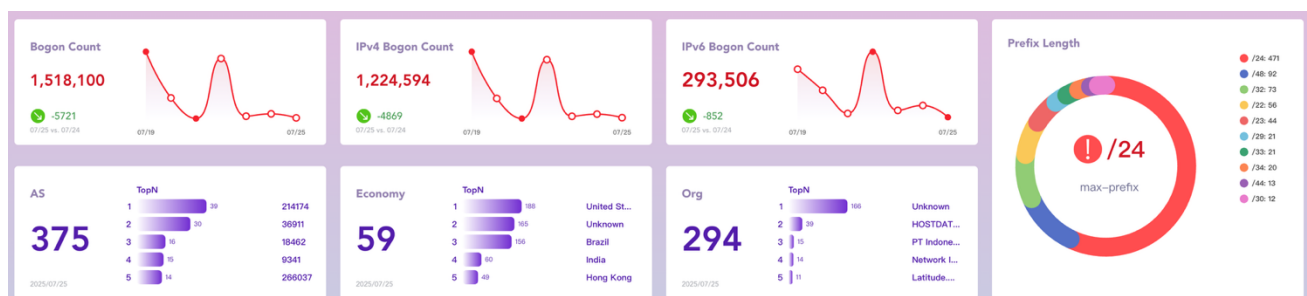 Bogon Count
1,518,100
-5721
07/25 vs. 07/24
07/19
07/25
IPv4 Bogon Count
1,224,594
-4869
07/25 vs. 07/24
07/19
07/25
IPv6 Bogon Count
293,506
-852
07/25 vs. 07/24
07/19
07/25
Prefix Length
/24
max-prefix
/24: 471
/48: 92
/32: 73
/22: 56
/23: 44
/29: 21
/33: 21
/34: 20
/44: 13
/30: 12
AS
375
2025/07/25
TopN
1 39 214174
2 30 36911
3 16 18462
4 15 9341
5 14 266037
Economy
59
2025/07/25
TopN
1 188 United St...
2 165 Unknown
3 156 Brazil
4 60 India
5 49 Hong Kong
Org
294
2025/07/25
TopN
1 166 Unknown
2 39 HOSTDAT...
3 15 PT Indone...
4 14 Network I...
5 11 Latitude....